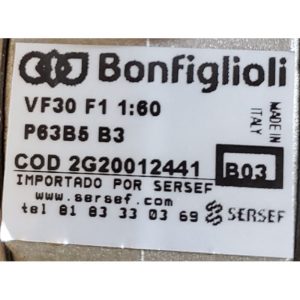 Bonfiglioli
VF30 F1 1:60
P63B5 B3
MADE IN
ITALY
COD 2G20012441
B03
IMPORTADO POR SERSEF
www.sersef.com
tel 81 83 33 03 69
SERSEF